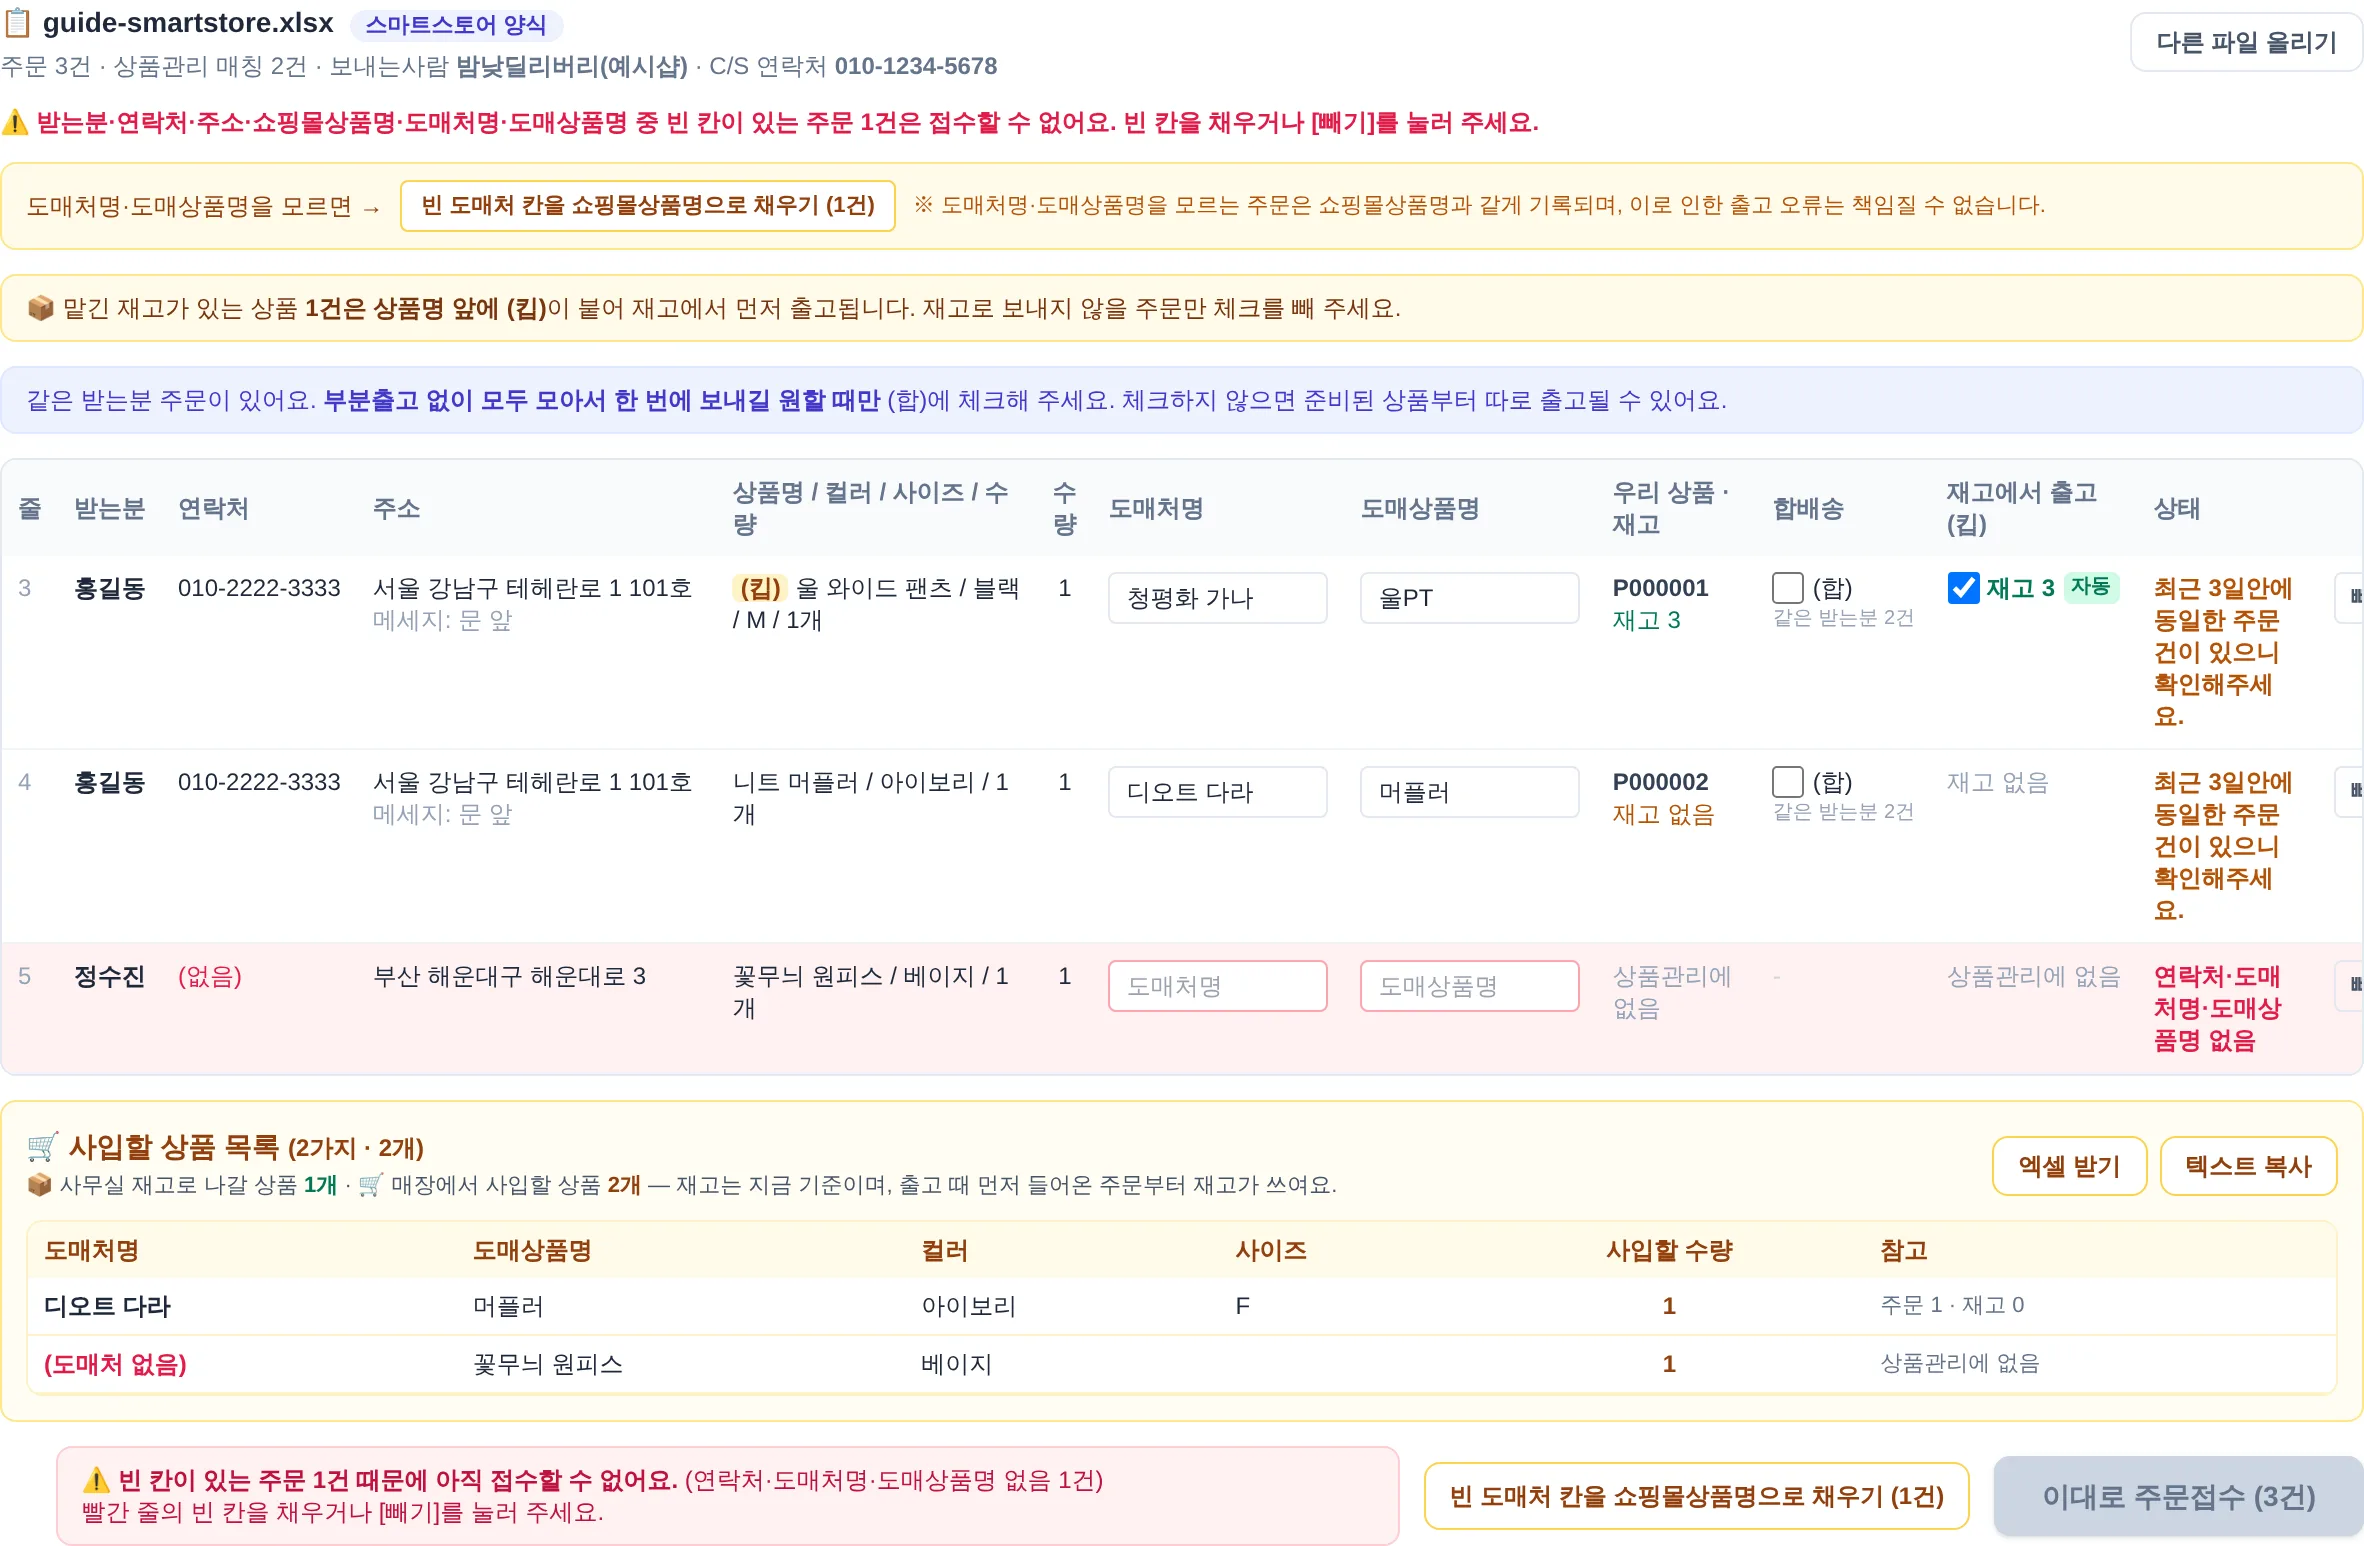 guide-smartstore.xlsx 스마트스토어 양식
다른 파일 올리기
주문 3건 · 상품관리 매칭 2건 · 보내는사람 밤낮딜리버리(예시샵) · C/S 연락처 010-1234-5678
⚠️ 받는분·연락처·주소·쇼핑몰상품명·도매처명·도매상품명 중 빈 칸이 있는 주문 1건은 접수할 수 없어요. 빈 칸을 채우거나 [빼기]를 눌러 주세요.
도매처명·도매상품명을 모르면 → 빈 도매처 칸을 쇼핑몰상품명으로 채우기 (1건) ※ 도매처명·도매상품명을 모르는 주문은 쇼핑몰상품명과 같게 기록되며, 이로 인한 출고 오류는 책임질 수 없습니다.
📦 맡긴 재고가 있는 상품 1건은 상품명 앞에 (킵)이 붙어 재고에서 먼저 출고됩니다. 재고로 보내지 않을 주문만 체크를 빼 주세요.
같은 받는분 주문이 있어요. 부분출고 없이 모두 모아서 한 번에 보내길 원할 때만 (합)에 체크해 주세요. 체크하지 않으면 준비된 상품부터 따로 출고될 수 있어요.
줄 받는분 연락처 주소 상품명 / 컬러 / 사이즈 / 수량 수량 도매처명 도매상품명 우리 상품 · 재고 합배송 재고에서 출고 (킵) 상태
3 홍길동 010-2222-3333 서울 강남구 테헤란로 1 101호 (킵) 울 와이드 팬츠 / 블랙 1 청평화 가나 울PT P000001 (합) 재고 3 자동 최근 3일안에
메세지: 문 앞 / M / 1개 재고 3 같은 받는분 2건 동일한 주문
건이 있으니
확인해주세
요.
4 홍길동 010-2222-3333 서울 강남구 테헤란로 1 101호 니트 머플러 / 아이보리 / 1 1 디오트 다라 머플러 P000002 (합) 재고 없음 최근 3일안에
메세지: 문 앞 개 재고 없음 같은 받는분 2건 동일한 주문
건이 있으니
확인해주세
요.
5 정수진 (없음) 부산 해운대구 해운대로 3 꽃무늬 원피스 / 베이지 / 1 1 도매처명 도매상품명 상품관리에 - 상품관리에 없음 연락처·도매
개 없음 처명·도매상
품명 없음
🛒 사입할 상품 목록 (2가지 · 2개)
📦 사무실 재고로 나갈 상품 1개 · 🛒 매장에서 사입할 상품 2개 — 재고는 지금 기준이며, 출고 때 먼저 들어온 주문부터 재고가 쓰여요.
엑셀 받기 텍스트 복사
도매처명 도매상품명 컬러 사이즈 사입할 수량 참고
디오트 다라 머플러 아이보리 F 1 주문 1 · 재고 0
(도매처 없음) 꽃무늬 원피스 베이지 1 상품관리에 없음
⚠️ 빈 칸이 있는 주문 1건 때문에 아직 접수할 수 없어요. (연락처·도매처명·도매상품명 없음 1건)
빨간 줄의 빈 칸을 채우거나 [빼기]를 눌러 주세요.
빈 도매처 칸을 쇼핑몰상품명으로 채우기 (1건)
이대로 주문접수 (3건)